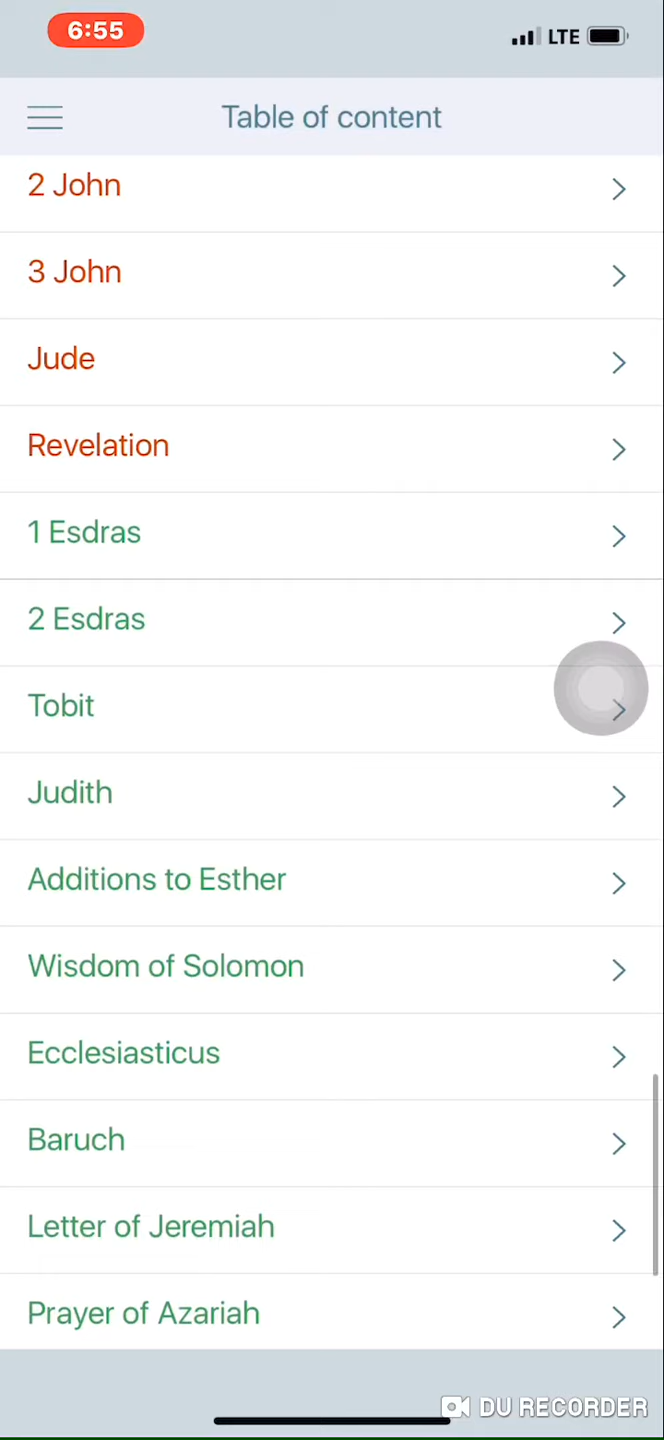 6:55
LTE
Table of content
2 John
3 John
Jude
Revelation
1 Esdras
2 Esdras
Tobit
Judith
Additions to Esther
Wisdom of Solomon
Ecclesiasticus
Baruch
Letter of Jeremiah
Prayer of Azariah
DU RECORDER